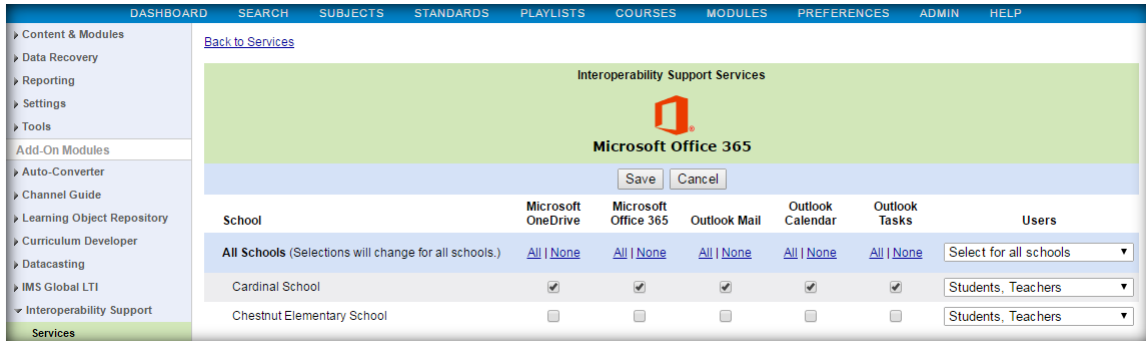 DASHBOARD SEARCH SUBJECTS STANDARDS PLAYLISTS COURSES MODULES PREFERENCES ADMIN HELP
Content & Modules
Data Recovery
Reporting
Settings
Tools
Add-On Modules
Auto-Converter
Channel Guide
Learning Object Repository
Curriculum Developer
Datacasting
IMS Global LTI
Interoperability Support
Services
Back to Services
Interoperability Support Services
Microsoft Office 365
Save Cancel
School Microsoft OneDrive Microsoft Office 365 Outlook Mail Outlook Calendar Outlook Tasks Users
All Schools (Selections will change for all schools.) All | None All | None All | None All | None All | None Select for all schools
Cardinal School Students, Teachers
Chestnut Elementary School Students, Teachers